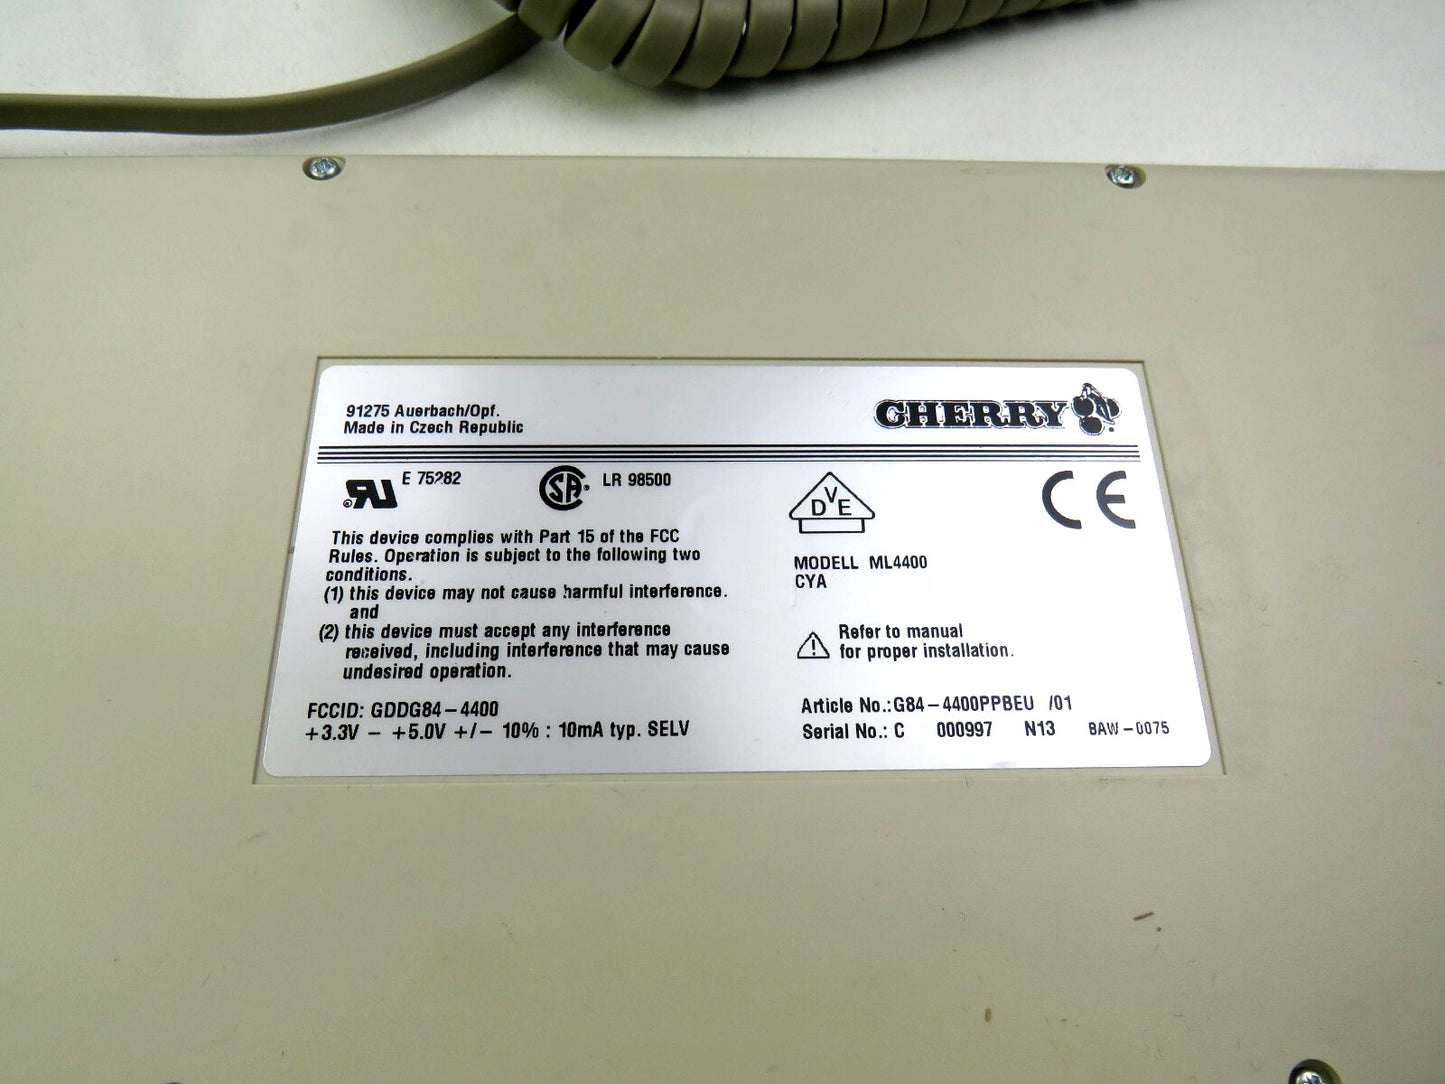 91275 Auerbach/Opf.
Made in Czech Republic
CHERRY
RU E 75282
SA LR 98500
DVE
CE
This device complies with Part 15 of the FCC
Rules. Operation is subject to the following two
conditions.
(1) this device may not cause harmful interference.
and
(2) this device must accept any interference
received, including interference that may cause
undesired operation.
FCCID: GDDG84-4400
+3.3V - +5.0V +/- 10% : 10mA typ. SELV
MODELL ML4400
CYA
Refer to manual
for proper installation.
Article No.:G84-4400PPBEU /01
Serial No.: C 000997 N13 BAW-0075